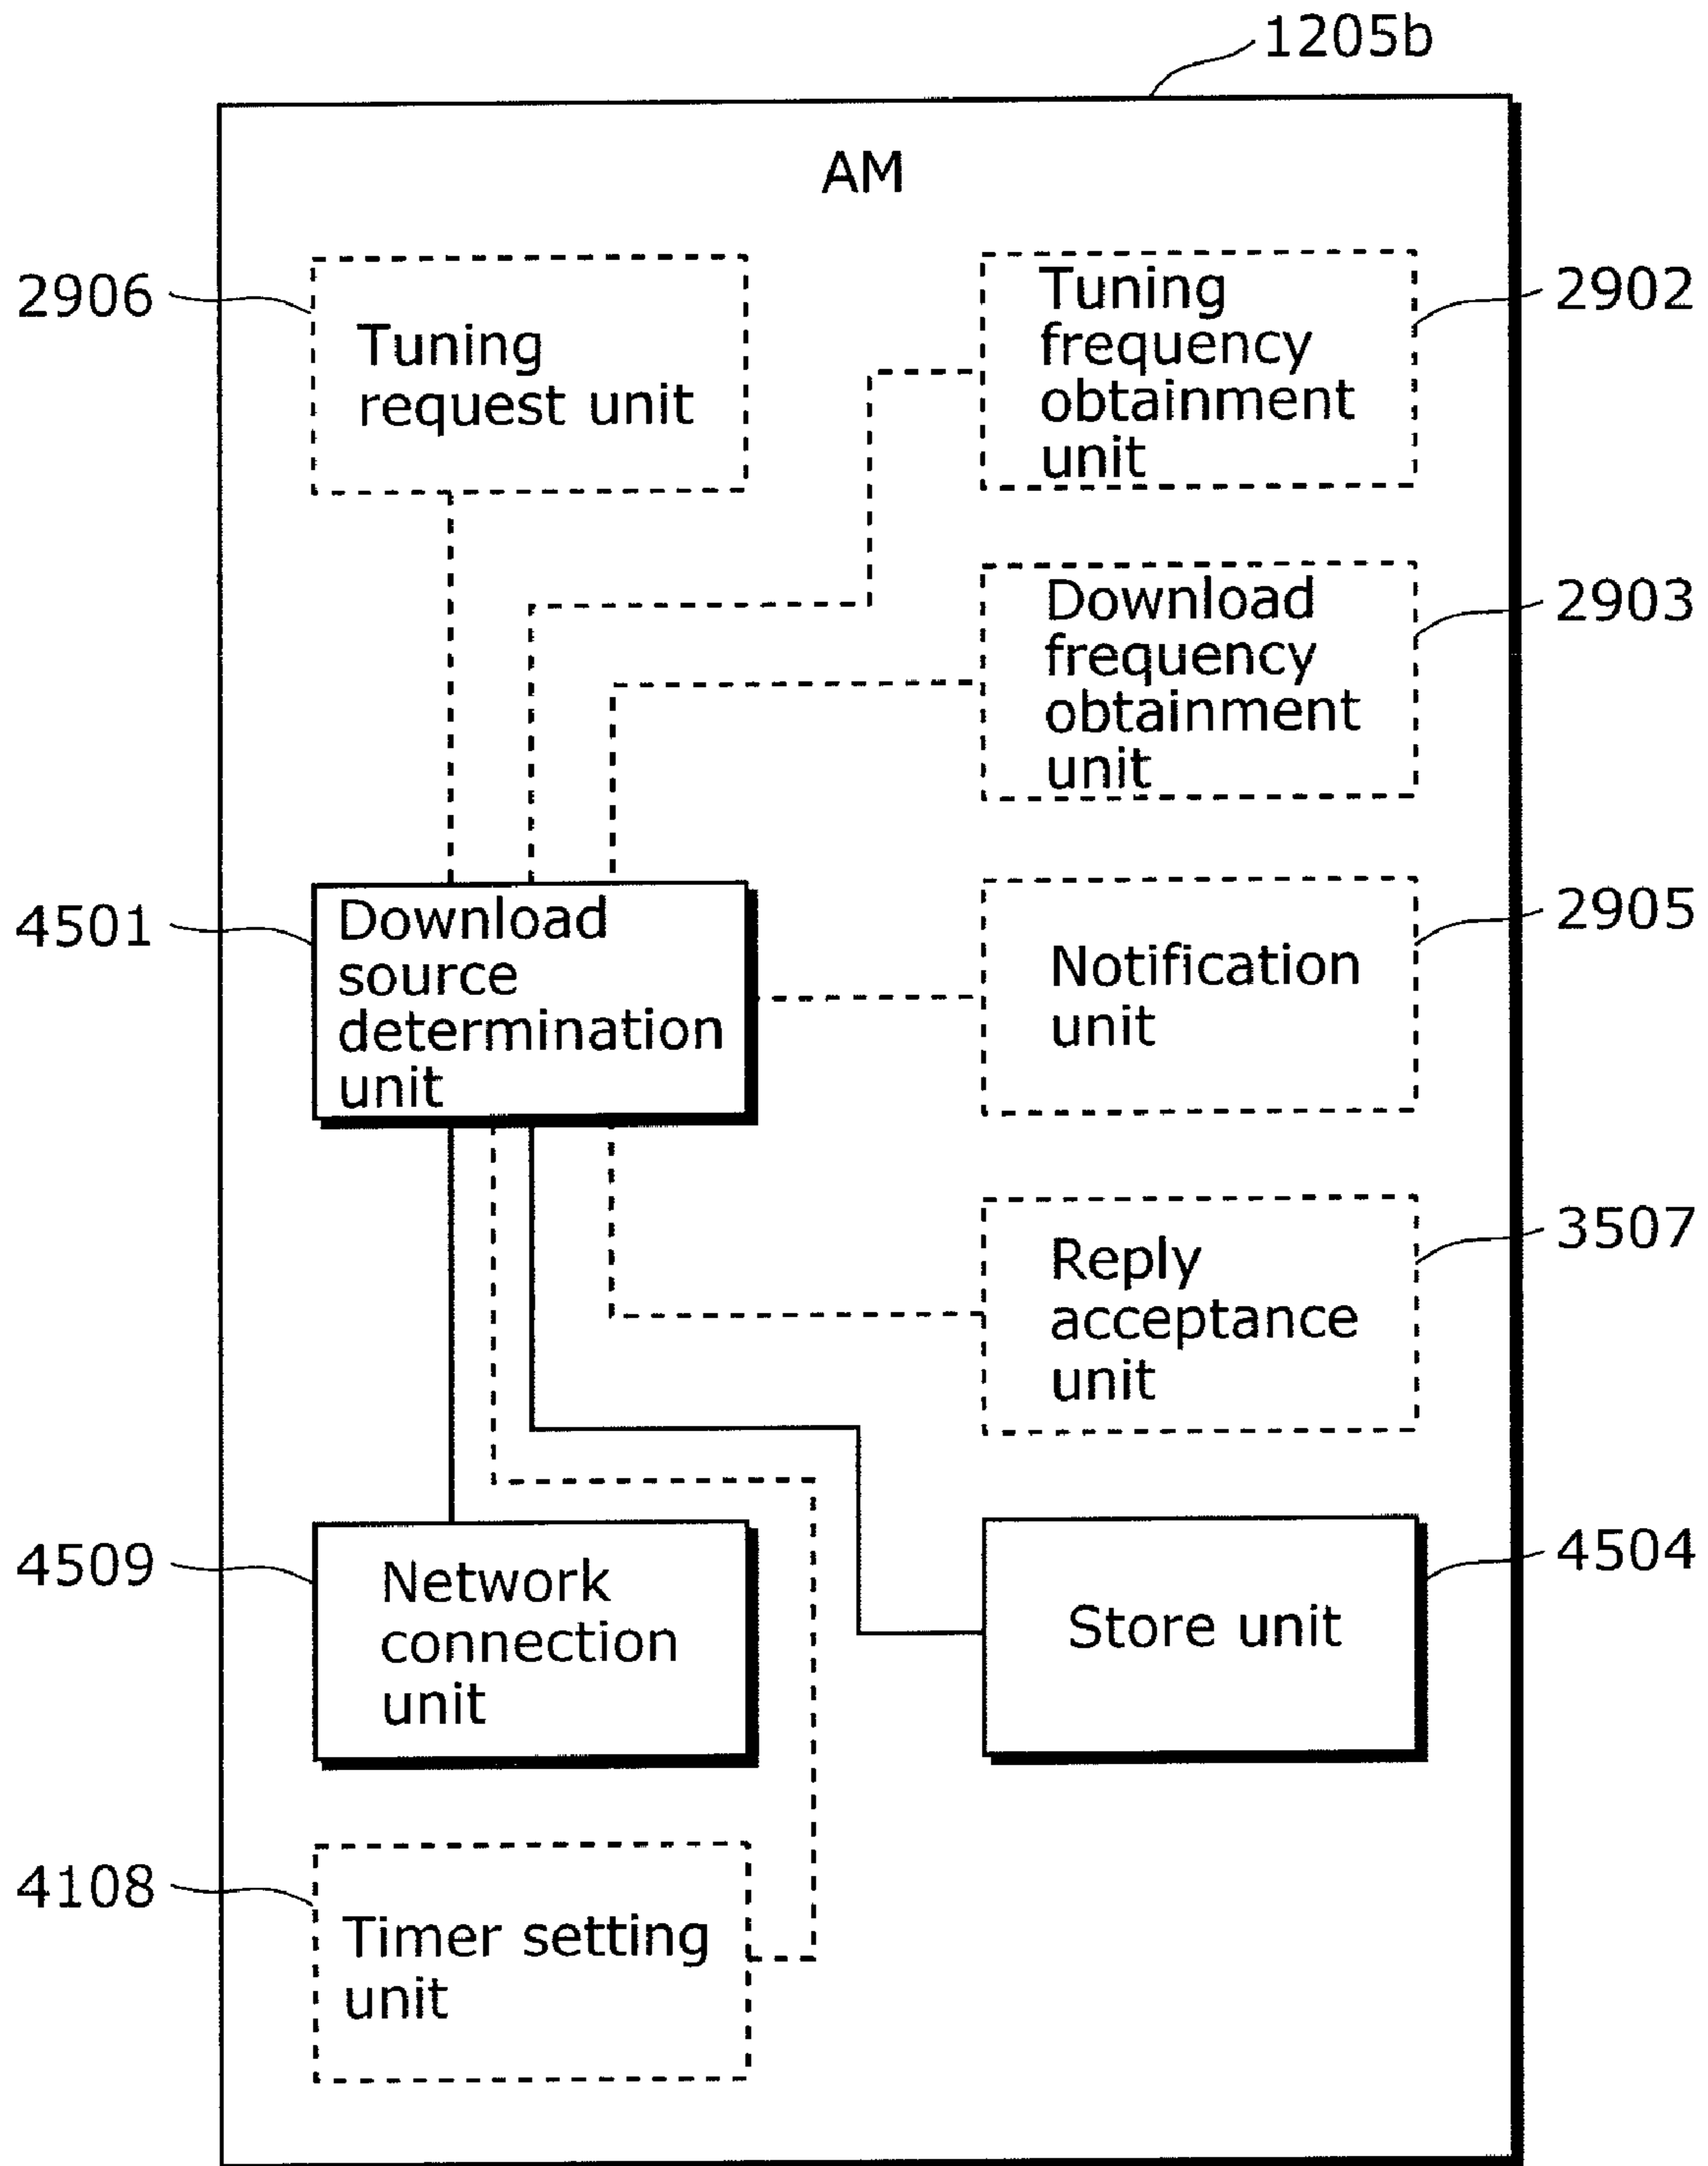 1205b
AM
2906
Tuning
request unit
Tuning
frequency
obtainment
unit
2902
Download
frequency
obtainment
unit
2903
4501
Download
source
determination
unit
Notification
unit
2905
Reply
acceptance
unit
3507
4509
Network
connection
unit
Store unit
4504
4108
Timer setting
unit